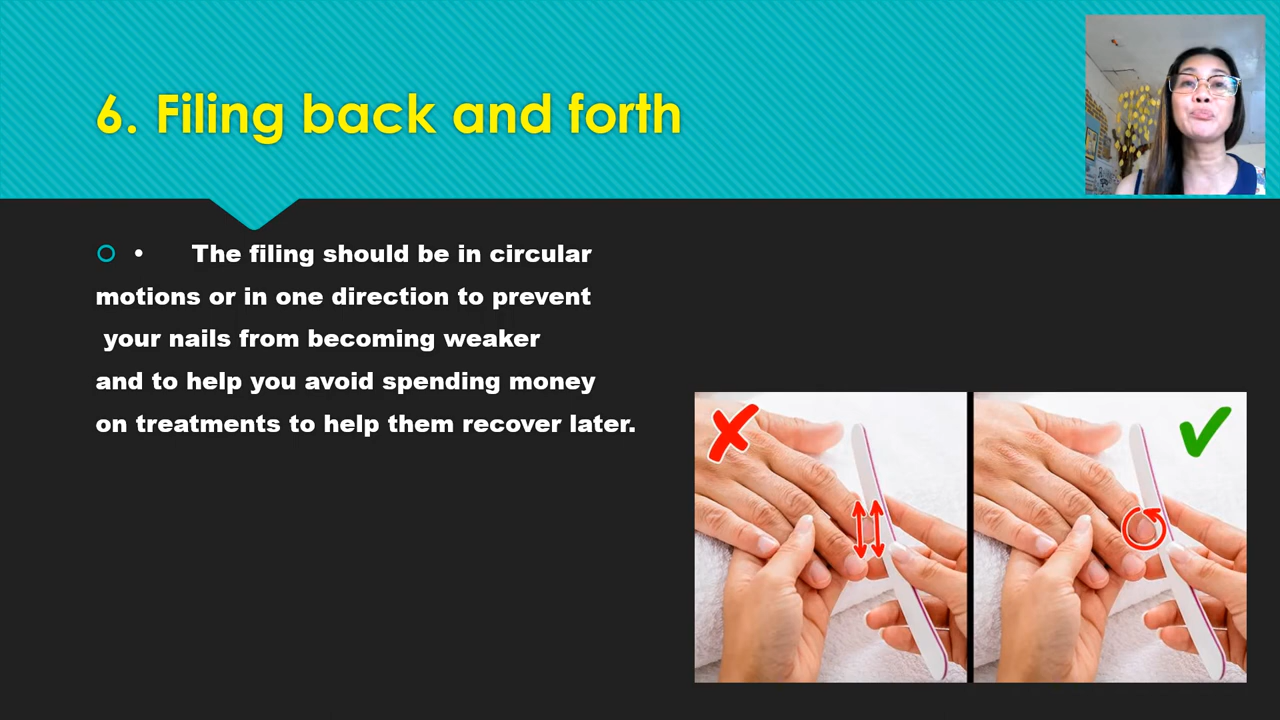 6. Filing back and forth
• The filing should be in circular
motions or in one direction to prevent
your nails from becoming weaker
and to help you avoid spending money
on treatments to help them recover later.